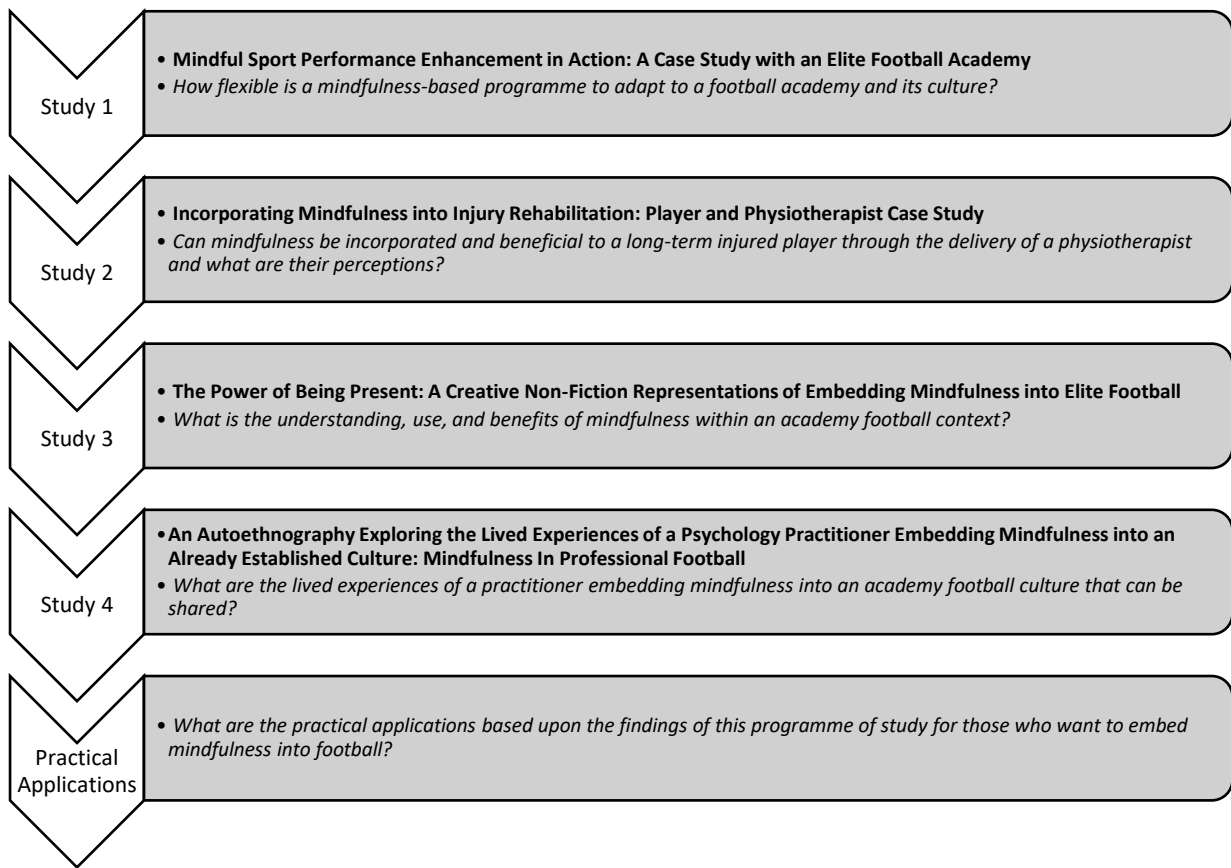 Study 1
• Mindful Sport Performance Enhancement in Action: A Case Study with an Elite Football Academy
• How flexible is a mindfulness-based programme to adapt to a football academy and its culture?
Study 2
• Incorporating Mindfulness into Injury Rehabilitation: Player and Physiotherapist Case Study
• Can mindfulness be incorporated and beneficial to a long-term injured player through the delivery of a physiotherapist
and what are their perceptions?
Study 3
• The Power of Being Present: A Creative Non-Fiction Representations of Embedding Mindfulness into Elite Football
• What is the understanding, use, and benefits of mindfulness within an academy football context?
Study 4
•An Autoethnography Exploring the Lived Experiences of a Psychology Practitioner Embedding Mindfulness into an
Already Established Culture: Mindfulness In Professional Football
• What are the lived experiences of a practitioner embedding mindfulness into an academy football culture that can be
shared?
Practical
Applications
• What are the practical applications based upon the findings of this programme of study for those who want to embed
mindfulness into football?